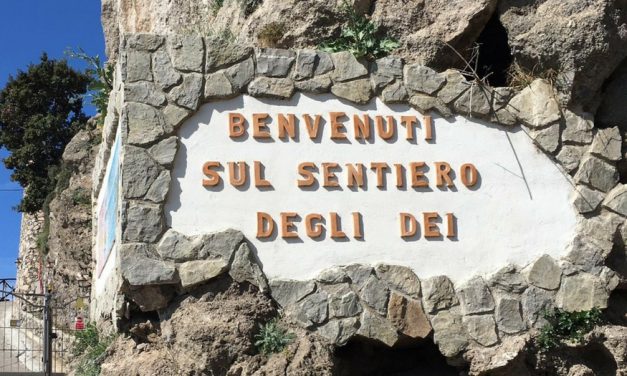 BENVENUTI
SUL SENTIERO
DEGLI DEI